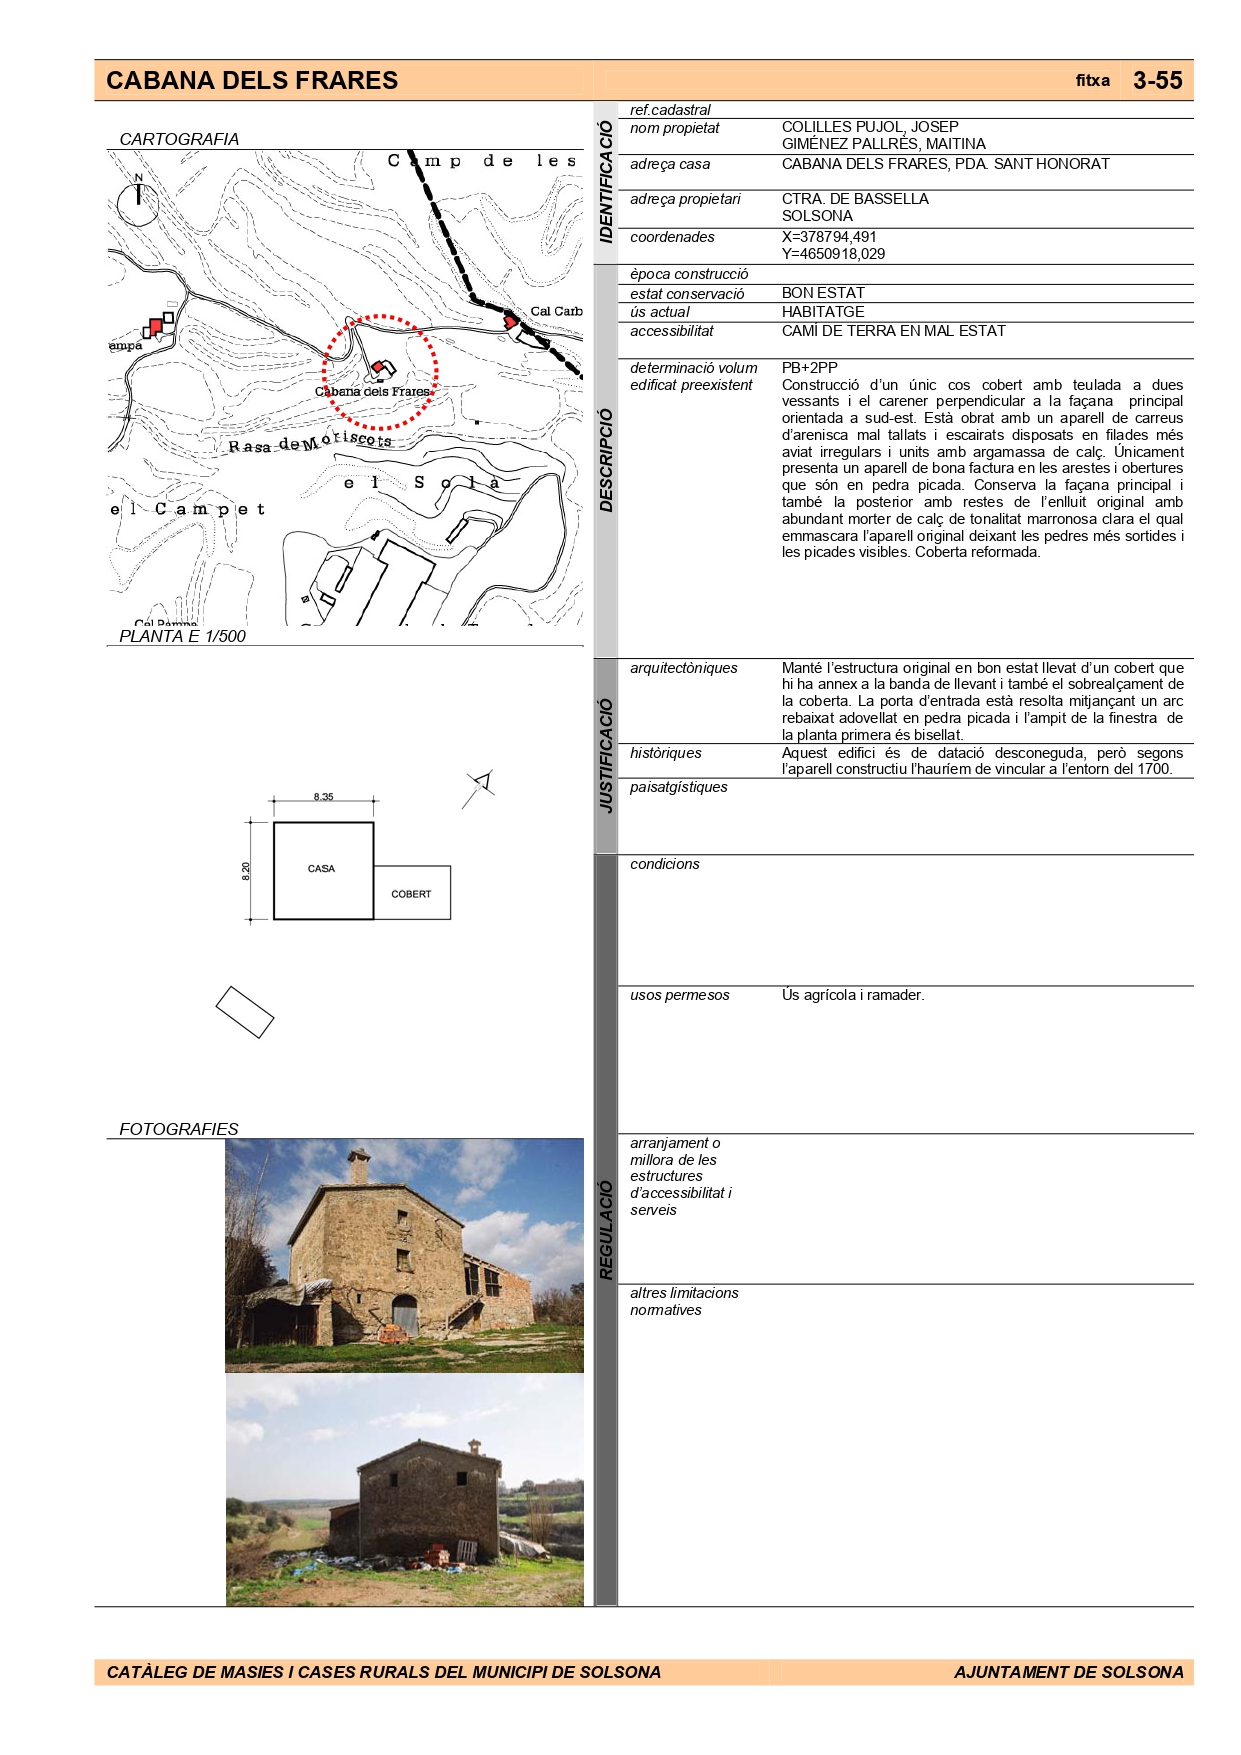 CABANA DELS FRARES
fitxa 3-55
CARTOGRAFIA
N
Camp de les
Cal Carb
ampa
Cabana dels Frares
Rasa de Moriscots
el Solà
el Campet
Cal Pampa
PLANTA E 1/500
8.35
8.20
CASA
COBERT
FOTOGRAFIES
IDENTIFICACIÓ
ref.cadastral
nom propietat COLILLES PUJOL, JOSEP
GIMÉNEZ PALLRÈS, MAITINA
adreça casa CABANA DELS FRARES, PDA. SANT HONORAT
adreça propietari CTRA. DE BASSELLA
SOLSONA
coordenades X=378794,491
Y=4650918,029
DESCRIPCIÓ
època construcció
estat conservació BON ESTAT
ús actual HABITATGE
accessibilitat CAMÍ DE TERRA EN MAL ESTAT
determinació volum PB+2PP
edificat preexistent Construcció d’un únic cos cobert amb teulada a dues
vessants i el carener perpendicular a la façana principal
orientada a sud-est. Està obrat amb un aparell de carreus
d’arenisca mal tallats i escairats disposats en filades més
aviat irregulars i units amb argamassa de calç. Únicament
presenta un aparell de bona factura en les arestes i obertures
que són en pedra picada. Conserva la façana principal i
també la posterior amb restes de l’enlluit original amb
abundant morter de calç de tonalitat marronosa clara el qual
emmascara l’aparell original deixant les pedres més sortides i
les picades visibles. Coberta reformada.
JUSTIFICACIÓ
arquitectòniques Manté l’estructura original en bon estat llevat d’un cobert que
hi ha annex a la banda de llevant i també el sobrealçament de
la coberta. La porta d’entrada està resolta mitjançant un arc
rebaixat adovellat en pedra picada i l’ampit de la finestra de
la planta primera és bisellat.
històriques Aquest edifici és de datació desconeguda, però segons
l’aparell constructiu l’hauríem de vincular a l’entorn del 1700.
paisatgístiques
REGULACIÓ
condicions
usos permesos Ús agrícola i ramader.
arranjament o
millora de les
estructures
d’accessibilitat i
serveis
altres limitacions
normatives
CATÀLEG DE MASIES I CASES RURALS DEL MUNICIPI DE SOLSONA
AJUNTAMENT DE SOLSONA